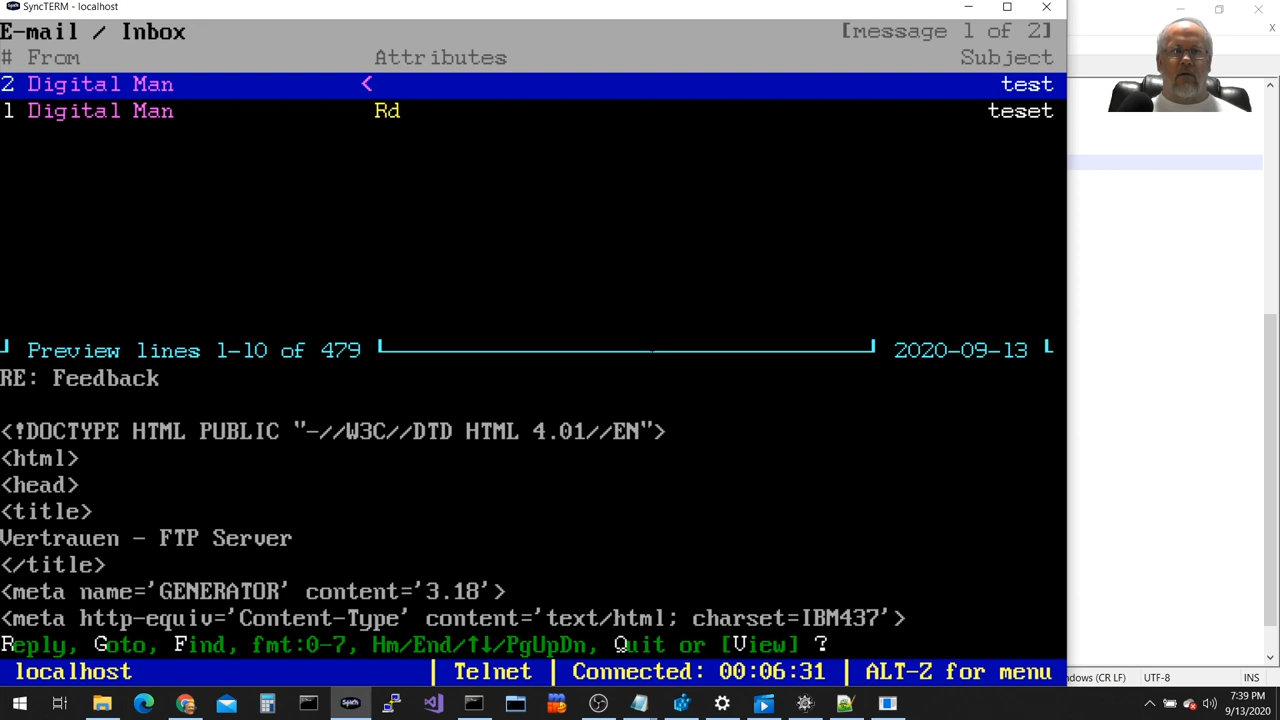 SyncTERM - localhost
E-mail / Inbox [message 1 of 2]
# From Attributes Subject
2 Digital Man < test
1 Digital Man Rd teset
Preview lines 1-10 of 479 2020-09-13
RE: Feedback
<!DOCTYPE HTML PUBLIC "-//W3C//DTD HTML 4.01//EN">
<html>
<head>
<title>
Vertrauen - FTP Server
</title>
<meta name='GENERATOR' content='3.18'>
<meta http-equiv='Content-Type' content='text/html; charset=IBM437'>
Reply, Goto, Find, fmt:0-7, Hm/End/↑↓/PgUpDn, Quit or [View] ?
localhost | Telnet | Connected: 00:06:31 | ALT-Z for menu
ndows (CR LF) UTF-8 INS
7:39 PM
9/13/2020